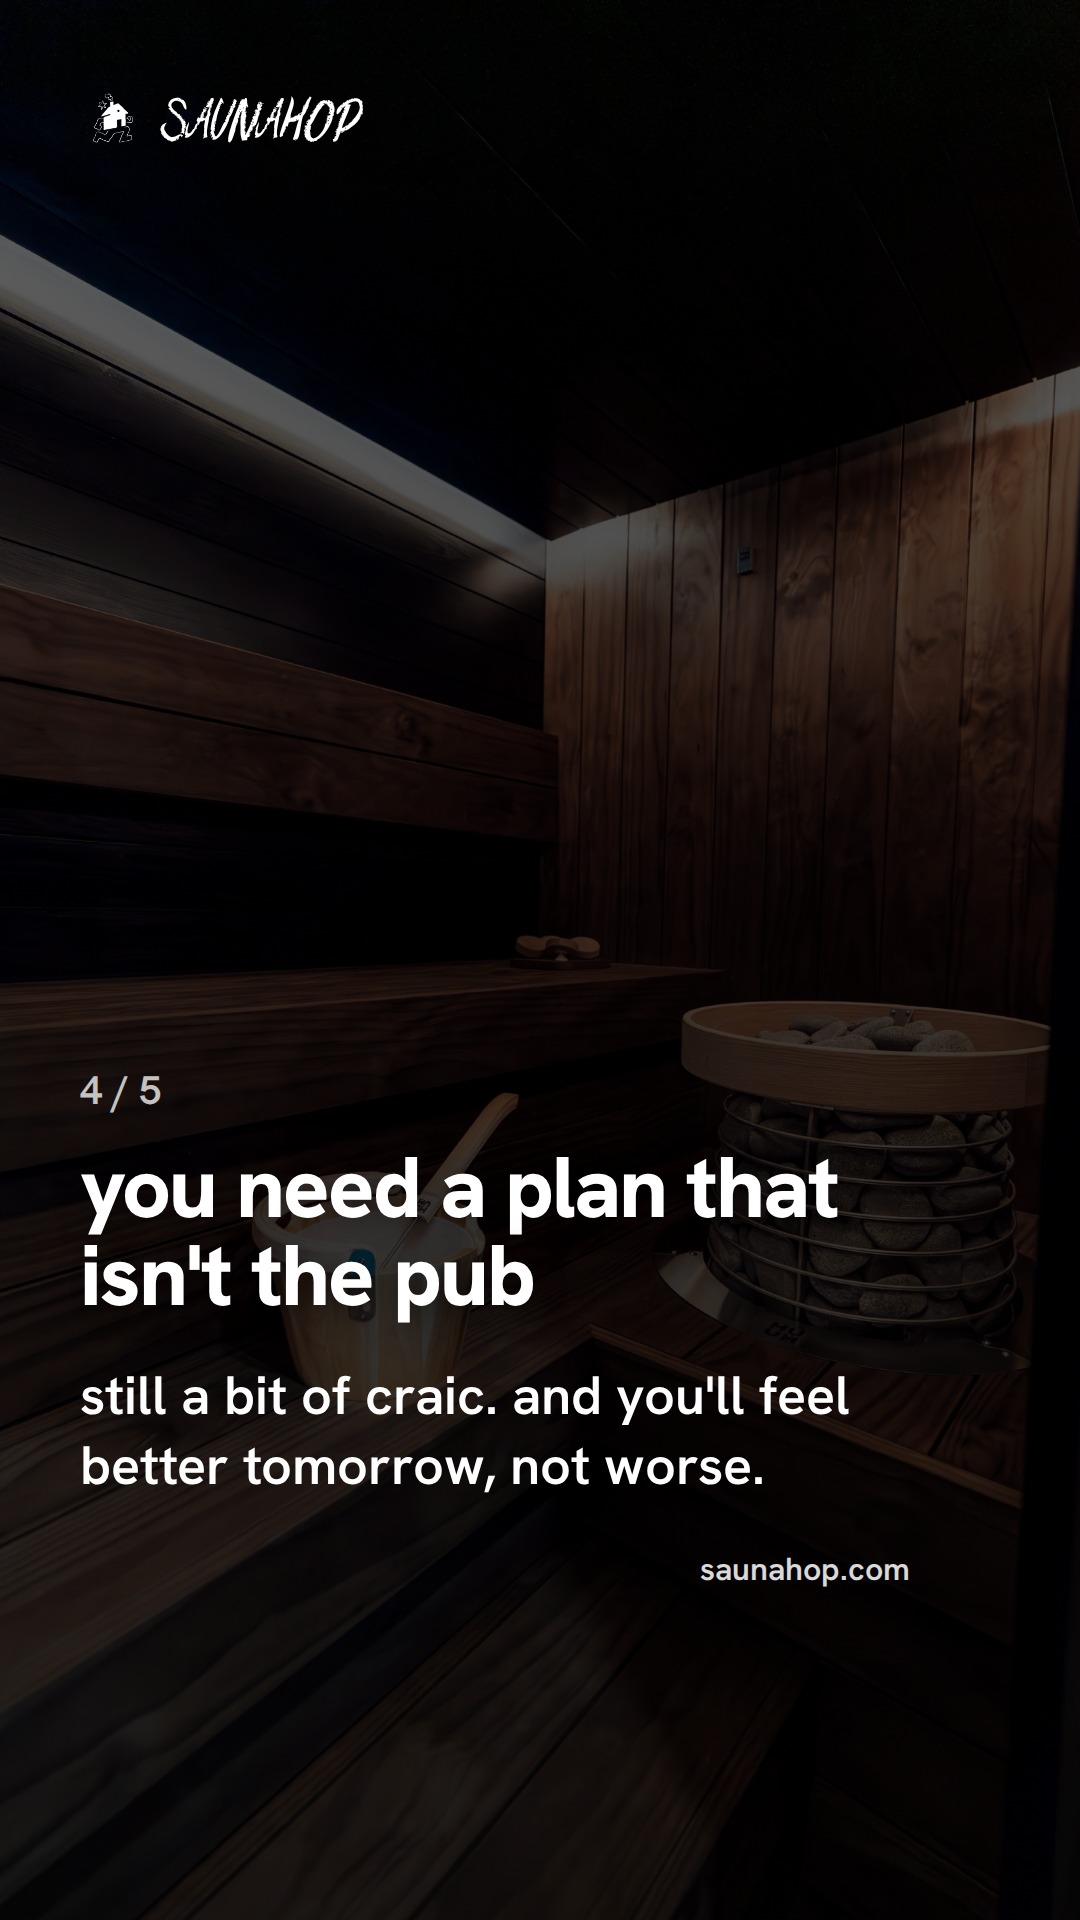 SAUNAHOP
4 / 5
you need a plan that
isn't the pub
still a bit of craic. and you'll feel
better tomorrow, not worse.
saunahop.com